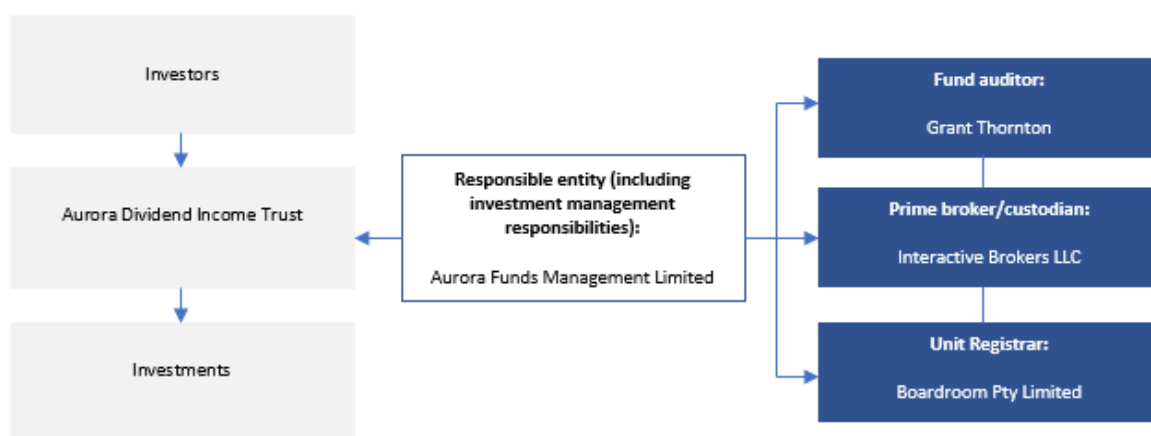 Investors
Aurora Dividend Income Trust
Investments
Responsible entity (including
investment management
responsibilities):
Aurora Funds Management Limited
Fund auditor:
Grant Thornton
Prime broker/custodian:
Interactive Brokers LLC
Unit Registrar:
Boardroom Pty Limited